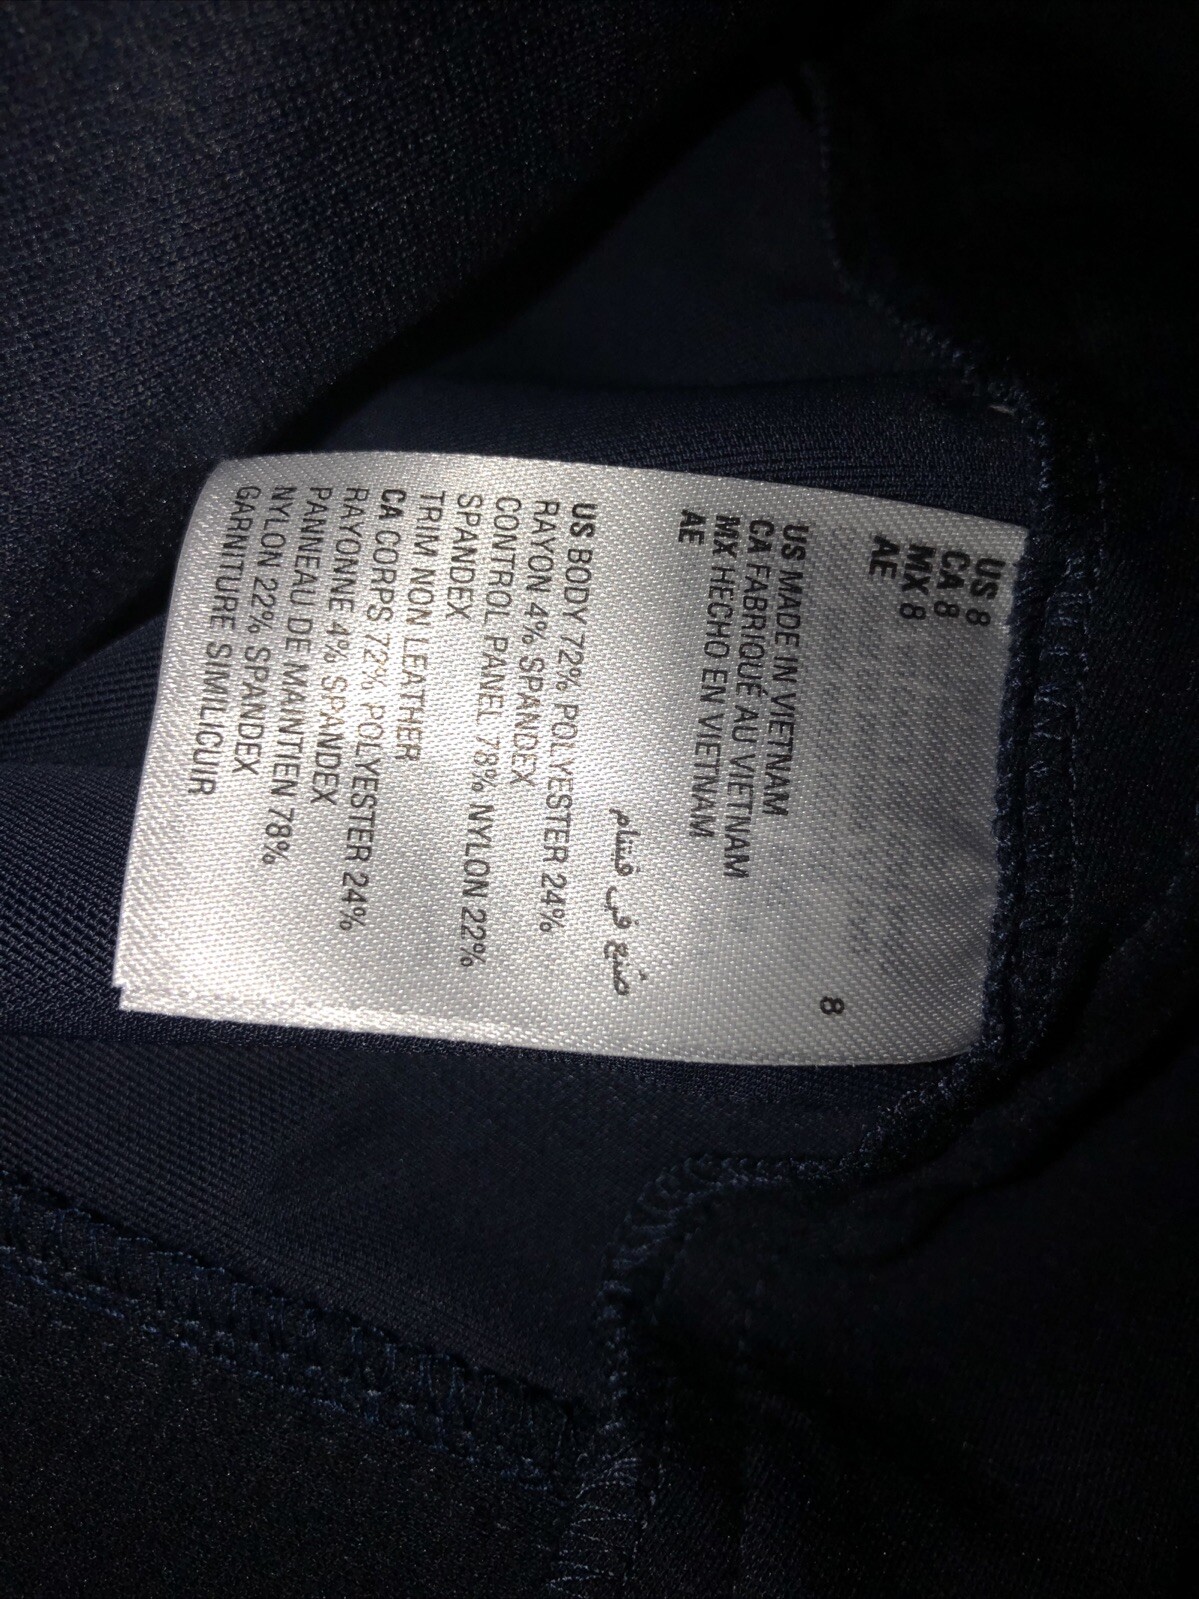 US 8
CA 8
MX 8
AE
8
US MADE IN VIETNAM
CA FABRIQUÉ AU VIETNAM
MX HECHO EN VIETNAM
AE
صُنِع في فيتنام
US BODY 72% POLYESTER 24%
RAYON 4% SPANDEX
CONTROL PANEL 78% NYLON 22%
SPANDEX
TRIM NON LEATHER
CA CORPS 72% POLYESTER 24%
RAYONNE 4% SPANDEX
PANNEAU DE MAINTIEN 78%
NYLON 22% SPANDEX
GARNITURE SIMILICUIR